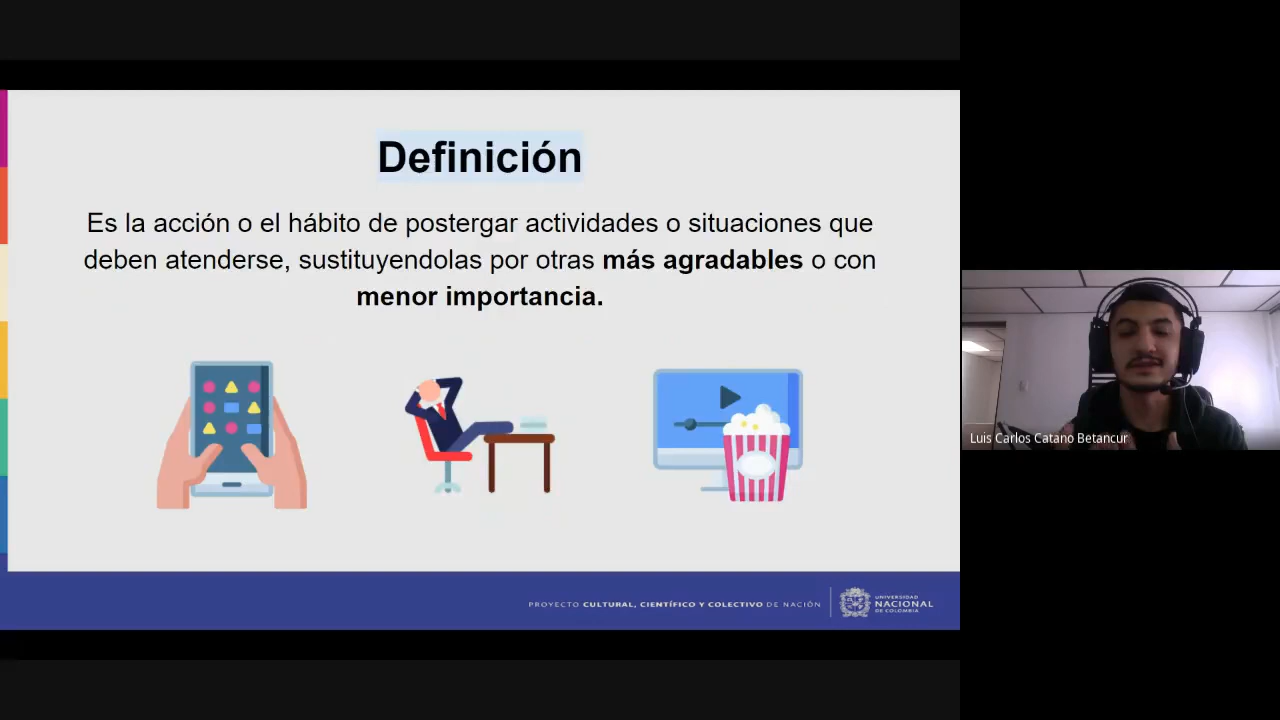 Definición
Es la acción o el hábito de postergar actividades o situaciones que
deben atenderse, sustituyendolas por otras más agradables o con
menor importancia.
Luis Carlos Catano Betancur
PROYECTO CULTURAL, CIENTÍFICO Y COLECTIVO DE NACIÓN
UNIVERSIDAD
NACIONAL
DE COLOMBIA